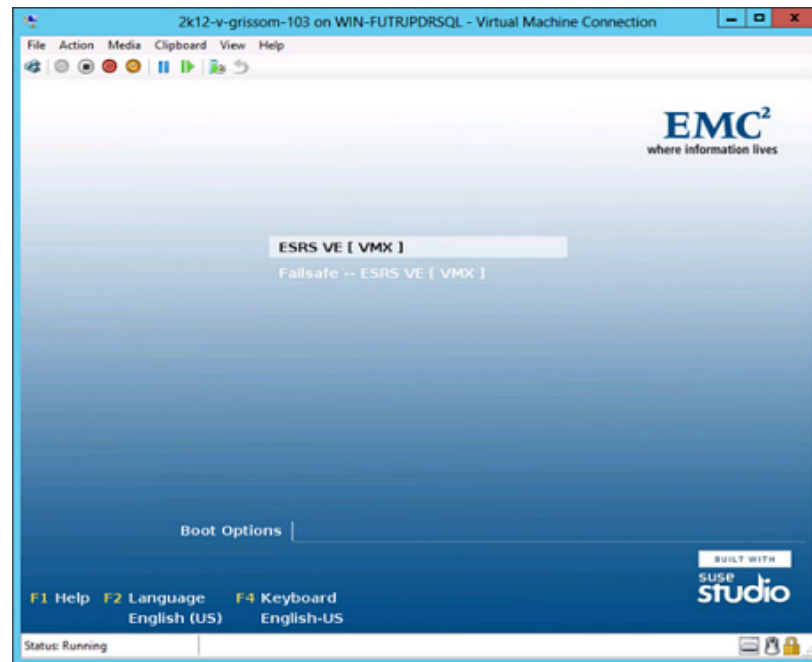 2k12-v-grissom-103 on WIN-FUTRJPDRSQL - Virtual Machine Connection
File Action Media Clipboard View Help
EMC²
where information lives
ESRS VE [ VMX ]
Failsafe -- ESRS VE [ VMX ]
Boot Options
BUILT WITH
suse
studio
F1 Help F2 Language F4 Keyboard
English (US) English-US
Status: Running